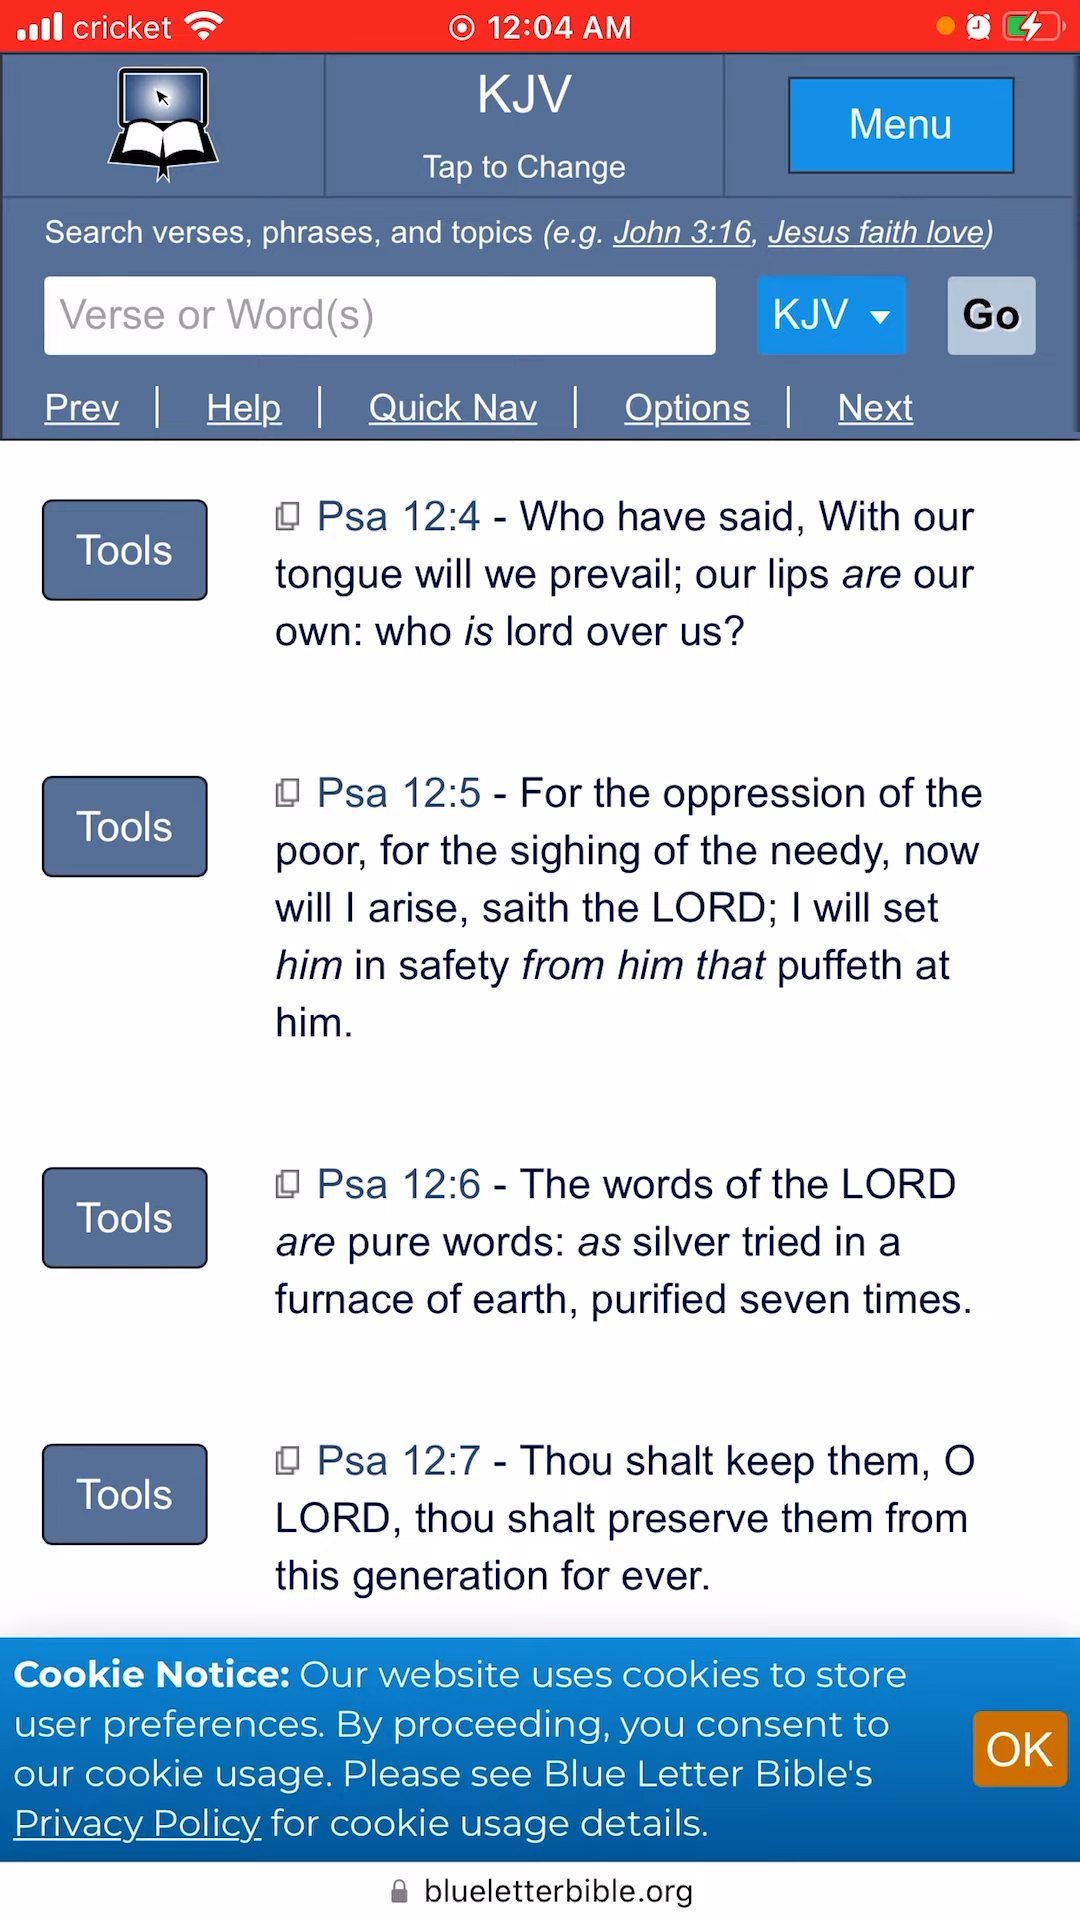 cricket 12:04 AM
KJV
Tap to Change
Menu
Search verses, phrases, and topics (e.g. John 3:16, Jesus faith love)
Verse or Word(s) KJV Go
Prev | Help | Quick Nav | Options | Next
Tools
Psa 12:4 - Who have said, With our
tongue will we prevail; our lips are our
own: who is lord over us?
Tools
Psa 12:5 - For the oppression of the
poor, for the sighing of the needy, now
will I arise, saith the LORD; I will set
him in safety from him that puffeth at
him.
Tools
Psa 12:6 - The words of the LORD
are pure words: as silver tried in a
furnace of earth, purified seven times.
Tools
Psa 12:7 - Thou shalt keep them, O
LORD, thou shalt preserve them from
this generation for ever.
Cookie Notice: Our website uses cookies to store
user preferences. By proceeding, you consent to
our cookie usage. Please see Blue Letter Bible's
Privacy Policy for cookie usage details.
OK
blueletterbible.org